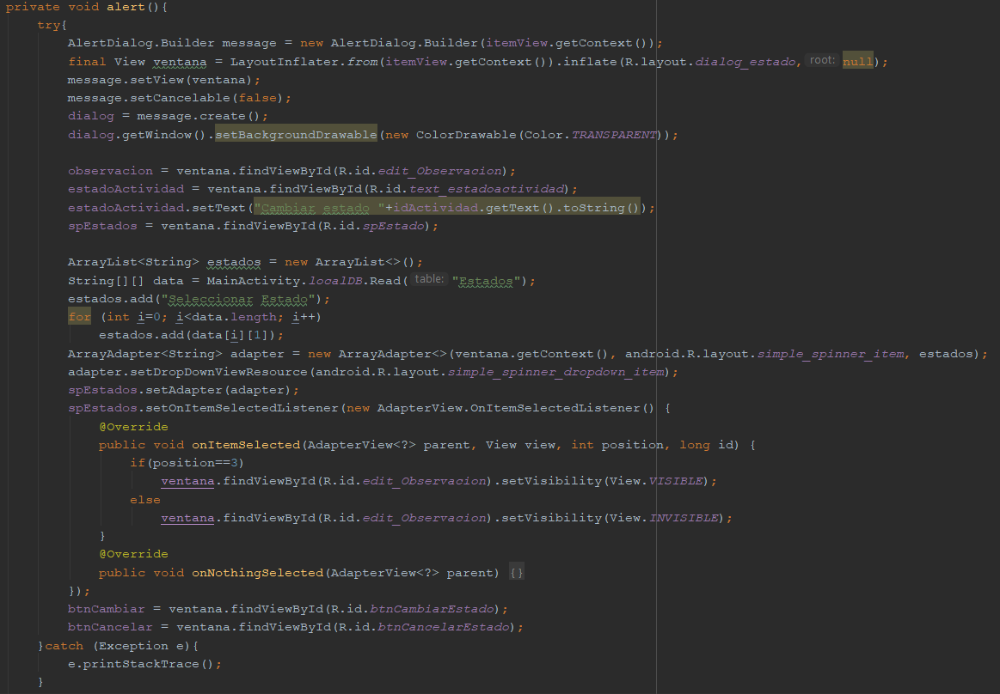 private void alert(){
try{
AlertDialog.Builder message = new AlertDialog.Builder(itemView.getContext());
final View ventana = LayoutInflater.from(itemView.getContext()).inflate(R.layout.dialog_estado, root: null);
message.setView(ventana);
message.setCancelable(false);
dialog = message.create();
dialog.getWindow().setBackgroundDrawable(new ColorDrawable(Color.TRANSPARENT));
observacion = ventana.findViewById(R.id.edit_Observacion);
estadoActividad = ventana.findViewById(R.id.text_estadoactividad);
estadoActividad.setText("Cambiar estado "+idActividad.getText().toString());
spEstados = ventana.findViewById(R.id.spEstado);
ArrayList<String> estados = new ArrayList<>();
String[][] data = MainActivity.localDB.Read( table: "Estados");
estados.add("Seleccionar Estado");
for (int i=0; i<data.length; i++)
estados.add(data[i][1]);
ArrayAdapter<String> adapter = new ArrayAdapter<>(ventana.getContext(), android.R.layout.simple_spinner_item, estados);
adapter.setDropDownViewResource(android.R.layout.simple_spinner_dropdown_item);
spEstados.setAdapter(adapter);
spEstados.setOnItemSelectedListener(new AdapterView.OnItemSelectedListener() {
@Override
public void onItemSelected(AdapterView<?> parent, View view, int position, long id) {
if(position==3)
ventana.findViewById(R.id.edit_Observacion).setVisibility(View.VISIBLE);
else
ventana.findViewById(R.id.edit_Observacion).setVisibility(View.INVISIBLE);
}
@Override
public void onNothingSelected(AdapterView<?> parent) {}
});
btnCambiar = ventana.findViewById(R.id.btnCambiarEstado);
btnCancelar = ventana.findViewById(R.id.btnCancelarEstado);
}catch (Exception e){
e.printStackTrace();
}